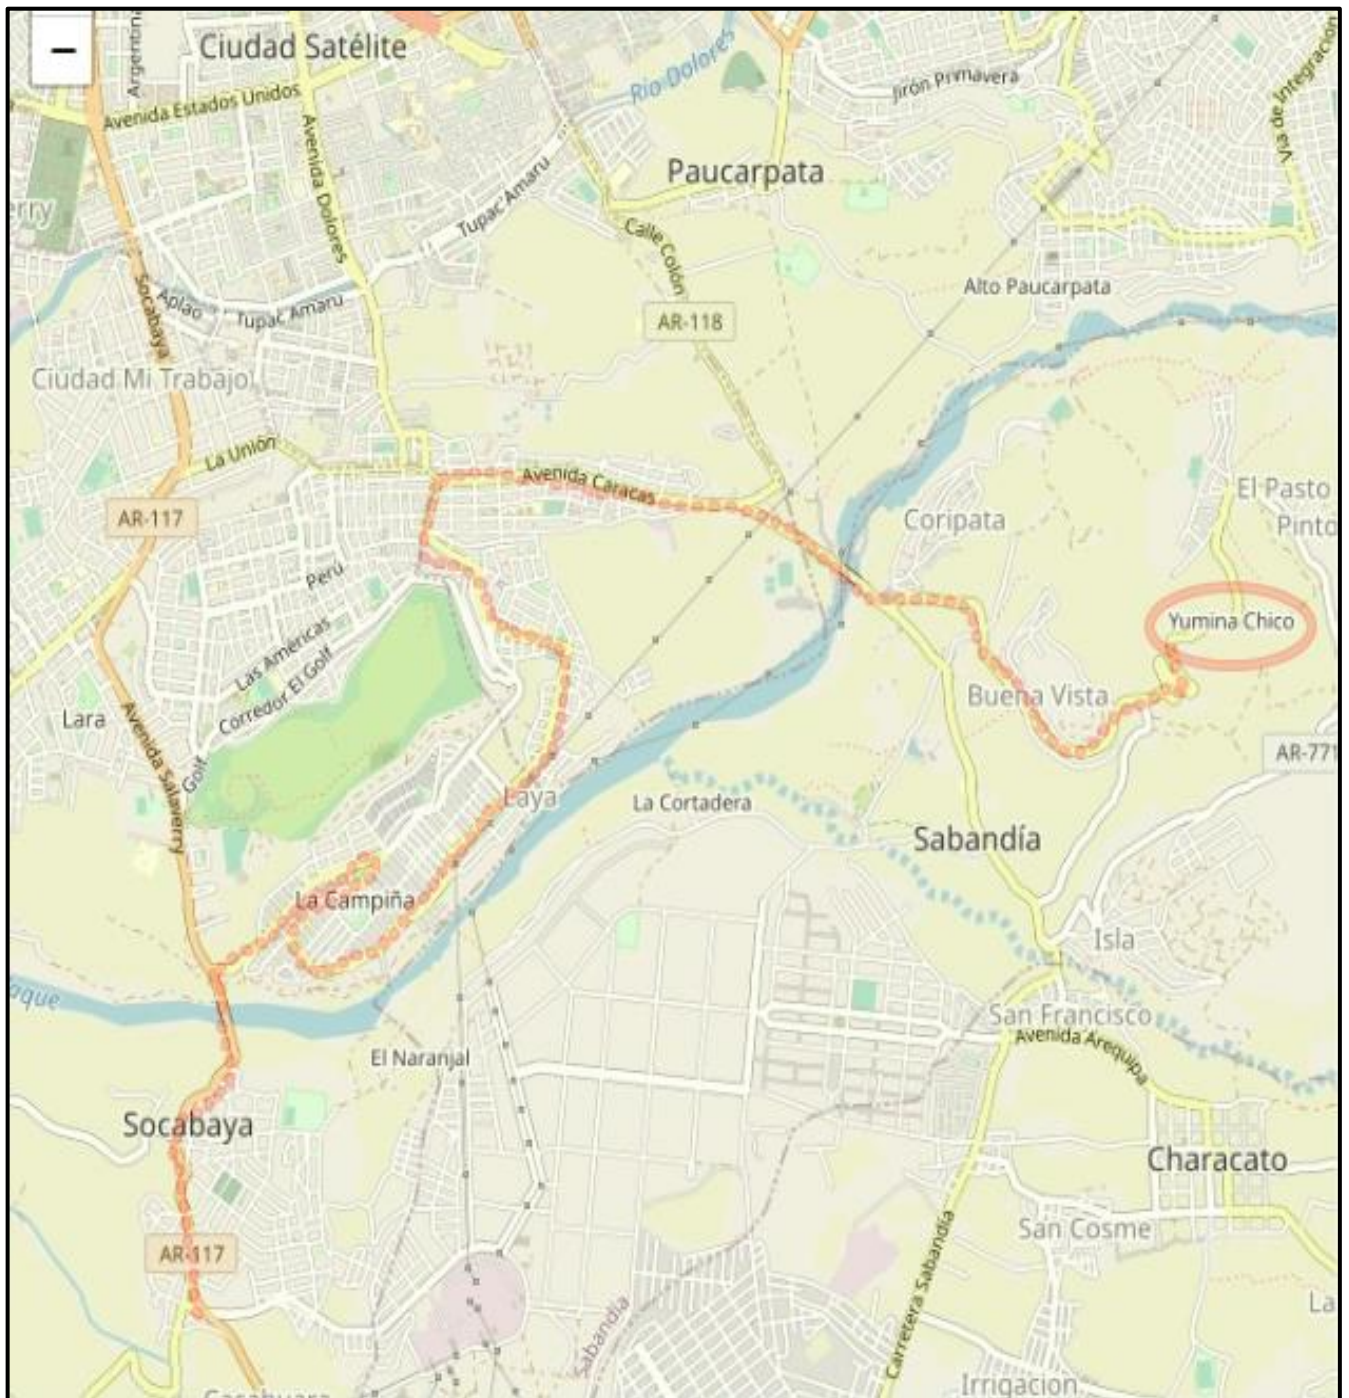 −
Argentina
Ciudad Satélite
Río Dolores
Jirón Primavera
Vía de Integración
Avenida Estados Unidos
Avenida Dolores
Paucarpata
Tupac Amaru
Calle Colón
Socabaya
Aplao
Tupac Amaru
Alto Paucarpata
AR-118
Ciudad Mi Trabajo
La Unión
Avenida Caracas
El Pasto
Pinto
AR-117
Coripata
Perú
Yumina Chico
Las Américas
Corredor El Golf
Buena Vista
Lara
Avenida Salaverry
Golf
AR-771
Laya
La Cortadera
Sabandía
La Campiña
Isla
San Francisco
Avenida Arequipa
El Naranjal
Socabaya
Characato
San Cosme
AR-117
Carretera Sabandía
Sabandía
La
Irrigacion